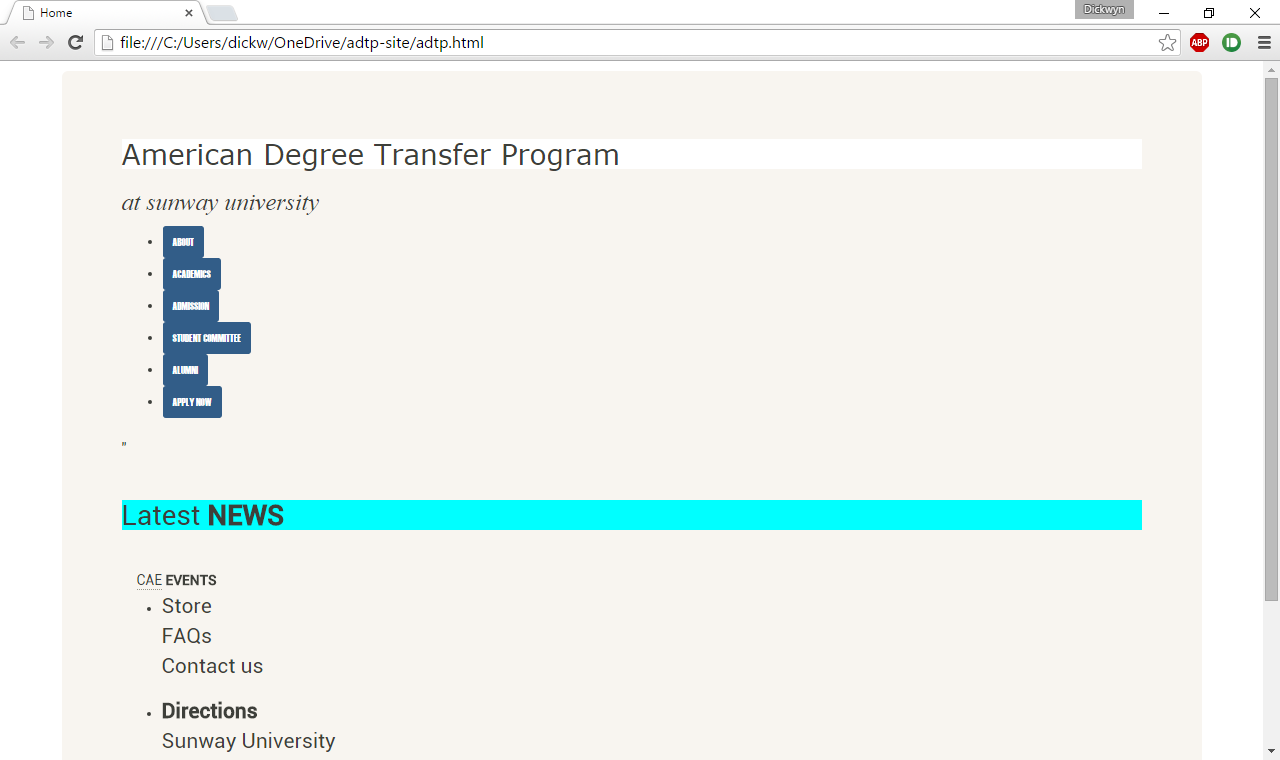 Home
Dickwyn
file:///C:/Users/dickw/OneDrive/adtp-site/adtp.html
ABP
American Degree Transfer Program
at sunway university
ABOUT
ACADEMICS
ADMISSION
STUDENT COMMITTEE
ALUMNI
APPLY NOW
"
Latest NEWS
CAE EVENTS
Store
FAQs
Contact us
Directions
Sunway University